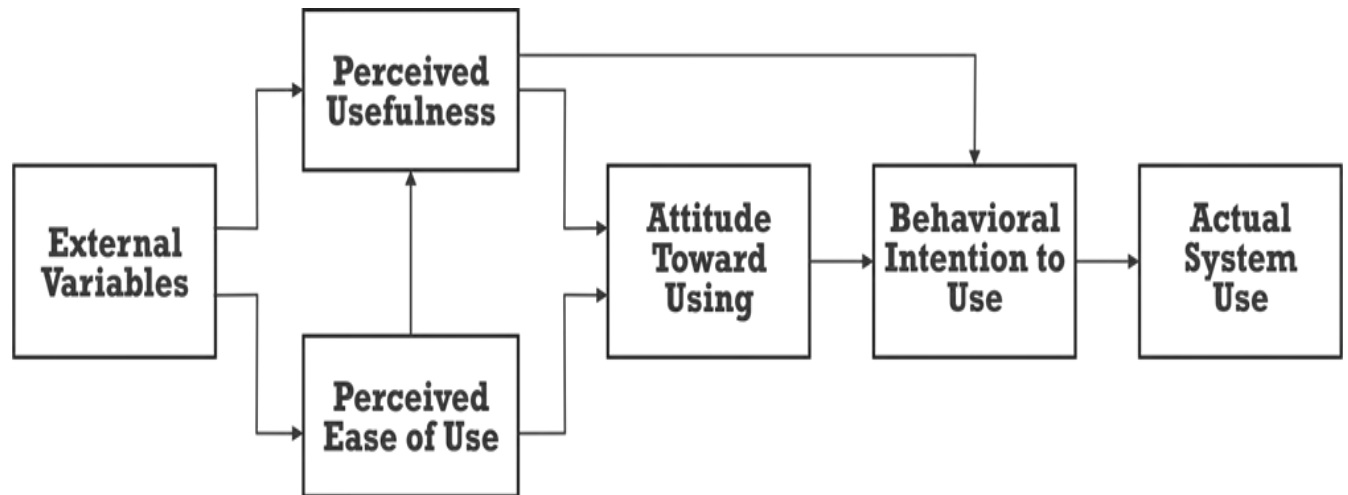 Perceived
Usefulness
External
Variables
Perceived
Ease of Use
Attitude
Toward
Using
Behavioral
Intention to
Use
Actual
System
Use